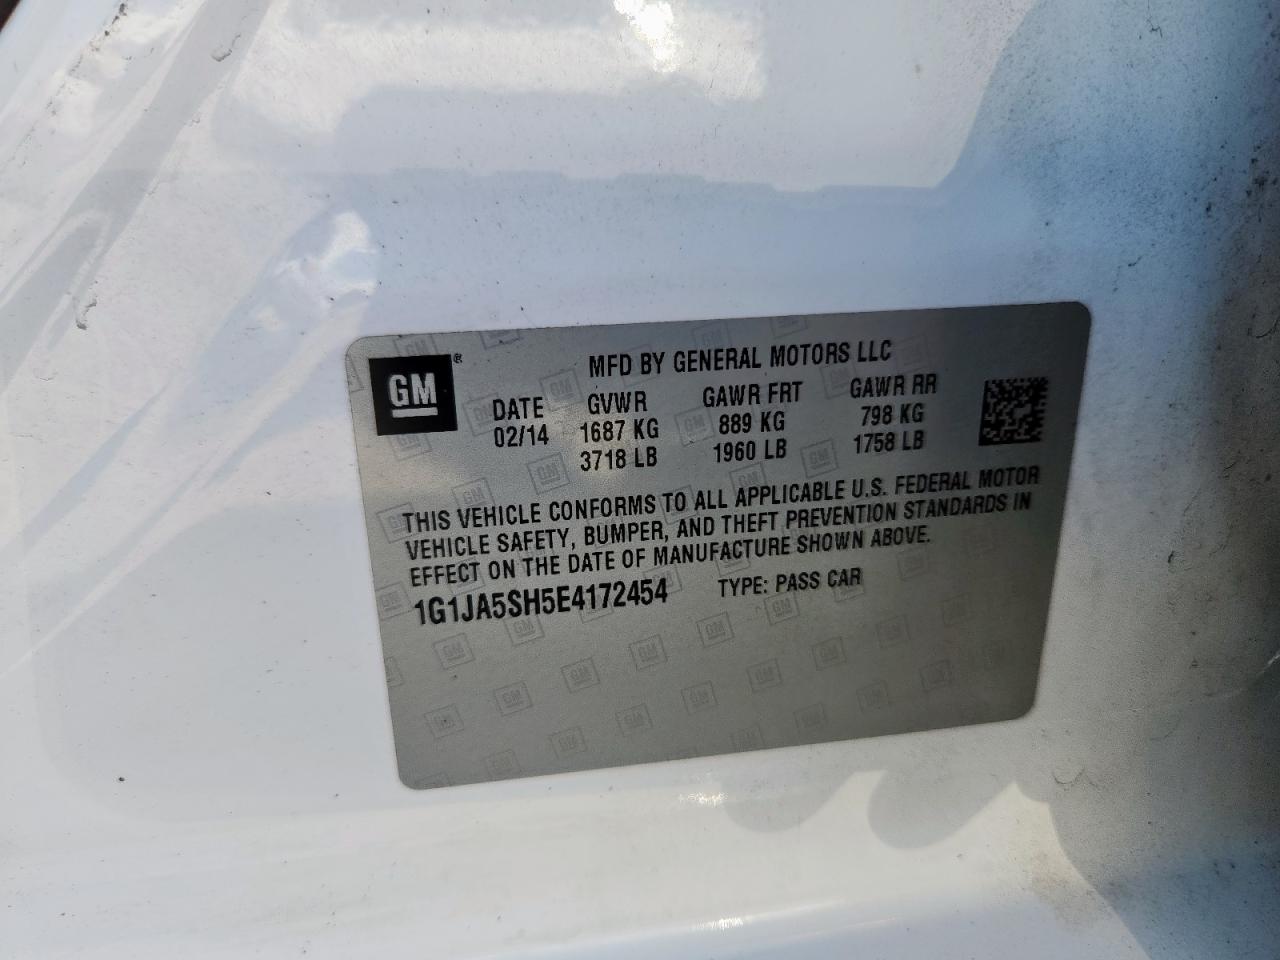 GM ®
MFD BY GENERAL MOTORS LLC
DATE GVWR GAWR FRT GAWR RR
02/14 1687 KG 889 KG 798 KG
3718 LB 1960 LB 1758 LB
THIS VEHICLE CONFORMS TO ALL APPLICABLE U.S. FEDERAL MOTOR
VEHICLE SAFETY, BUMPER, AND THEFT PREVENTION STANDARDS IN
EFFECT ON THE DATE OF MANUFACTURE SHOWN ABOVE.
1G1JA5SH5E4172454 TYPE: PASS CAR